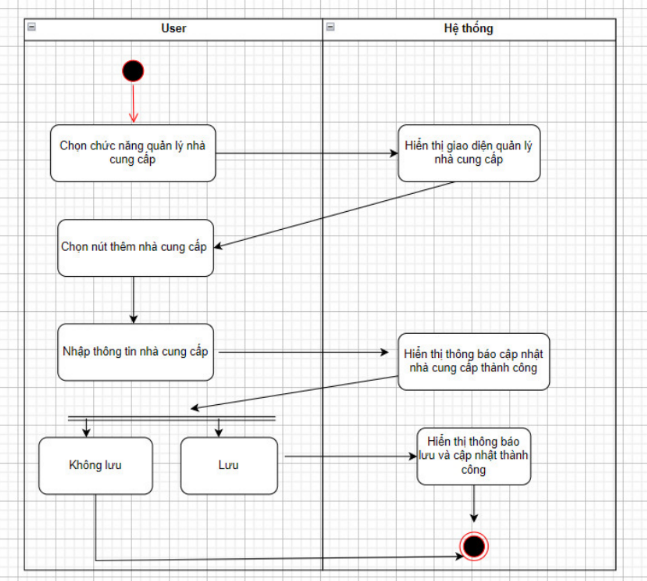 User
Hệ thống
Chọn chức năng quản lý nhà
cung cấp
Hiển thị giao diện quản lý
nhà cung cấp
Chọn nút thêm nhà cung cấp
Nhập thông tin nhà cung cấp
Hiển thị thông báo cập nhật
nhà cung cấp thành công
Không lưu
Lưu
Hiển thị thông báo
lưu và cập nhật thành
công